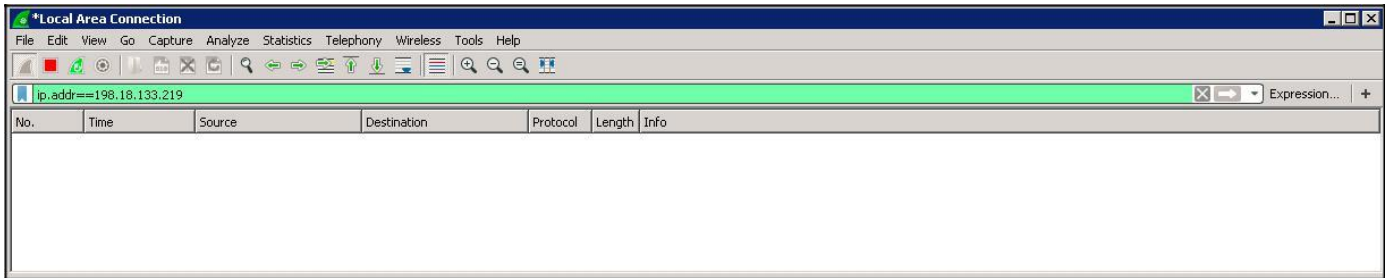 *Local Area Connection
File Edit View Go Capture Analyze Statistics Telephony Wireless Tools Help
ip.addr==198.18.133.219 Expression... +
No. Time Source Destination Protocol Length Info